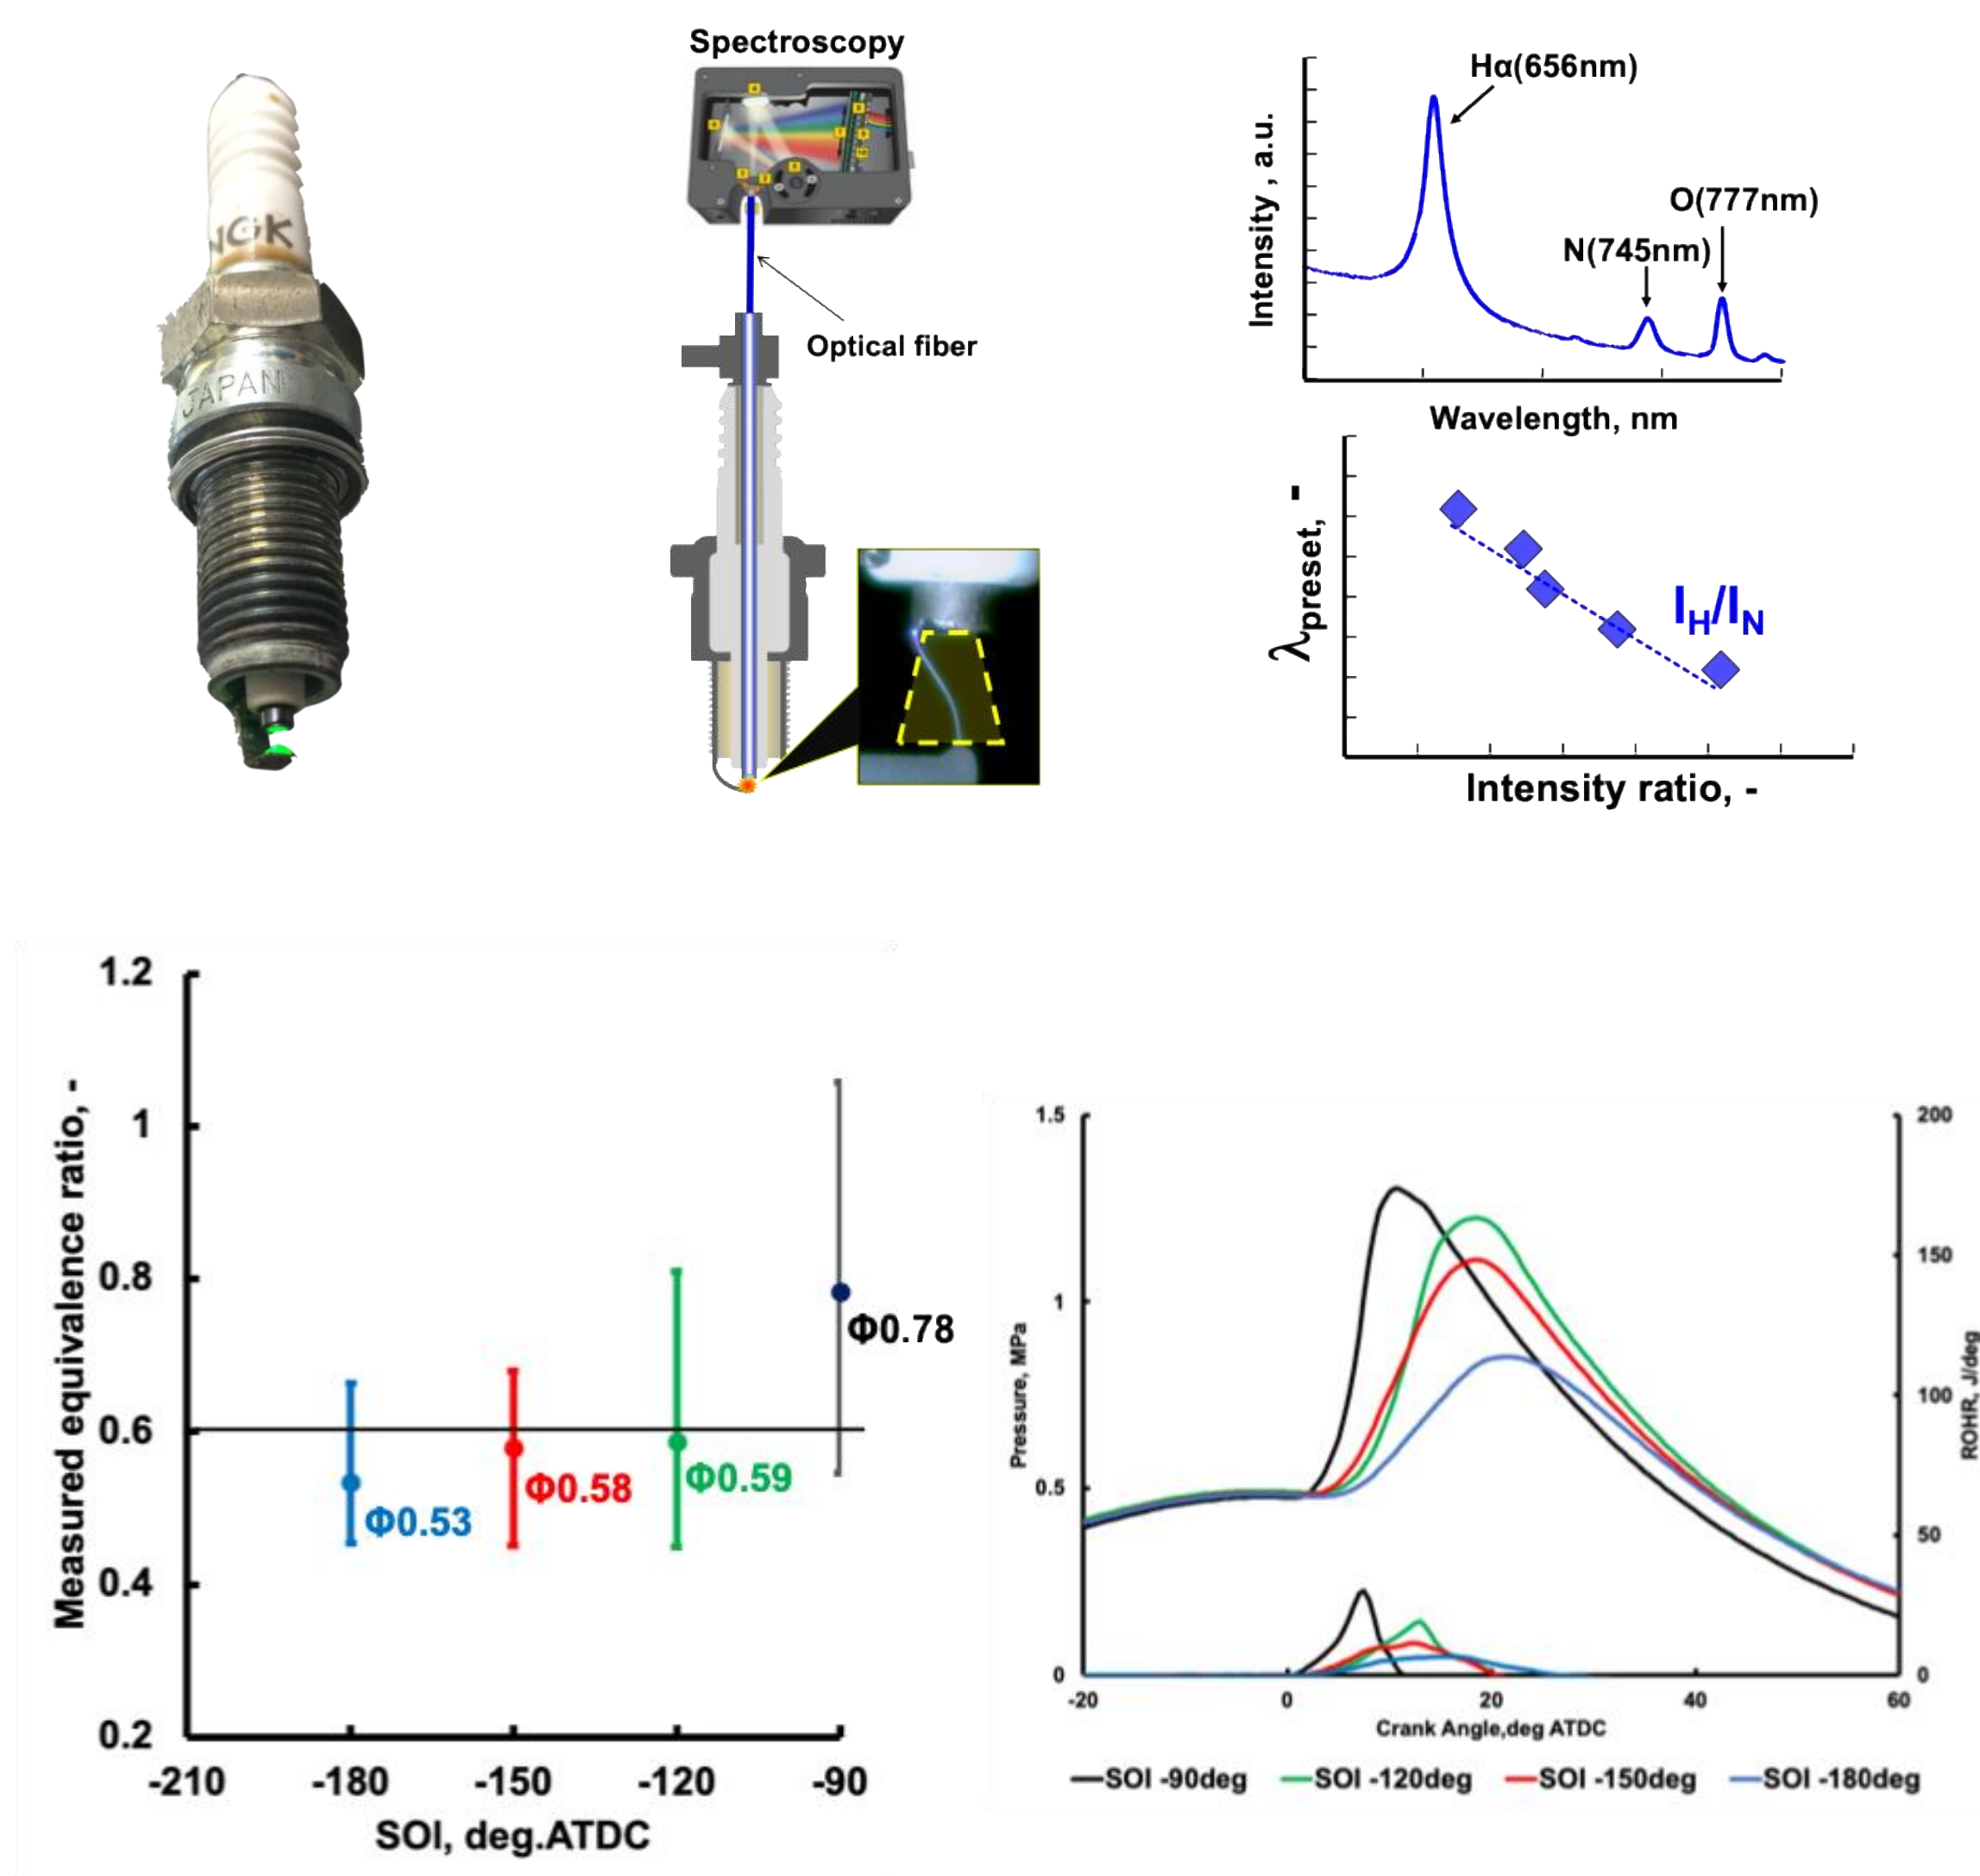 Spectroscopy
Optical fiber
NGK
JAPAN
Hα(656nm)
O(777nm)
N(745nm)
Intensity , a.u.
Wavelength, nm
λpreset, -
IH/IN
Intensity ratio, -
1.2
1
0.8
0.6
0.4
0.2
Measured equivalence ratio, -
Φ0.53
Φ0.58
Φ0.59
Φ0.78
-210 -180 -150 -120 -90
SOI, deg.ATDC
1.5
1
0.5
0
Pressure, MPa
200
150
100
50
0
ROHR, J/deg
-20 0 20 40 60
Crank Angle,deg ATDC
SOI -90deg SOI -120deg SOI -150deg SOI -180deg